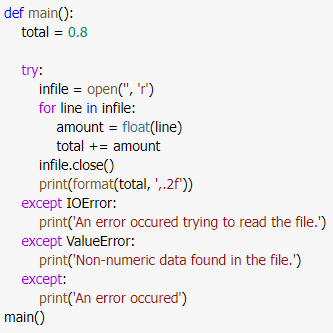 def main():
    total = 0.8

    try:
        infile = open('', 'r')
        for line in infile:
            amount = float(line)
            total += amount
        infile.close()
        print(format(total, ',.2f'))
    except IOError:
        print('An error occured trying to read the file.')
    except ValueError:
        print('Non-numeric data found in the file.')
    except:
        print('An error occured')
main()